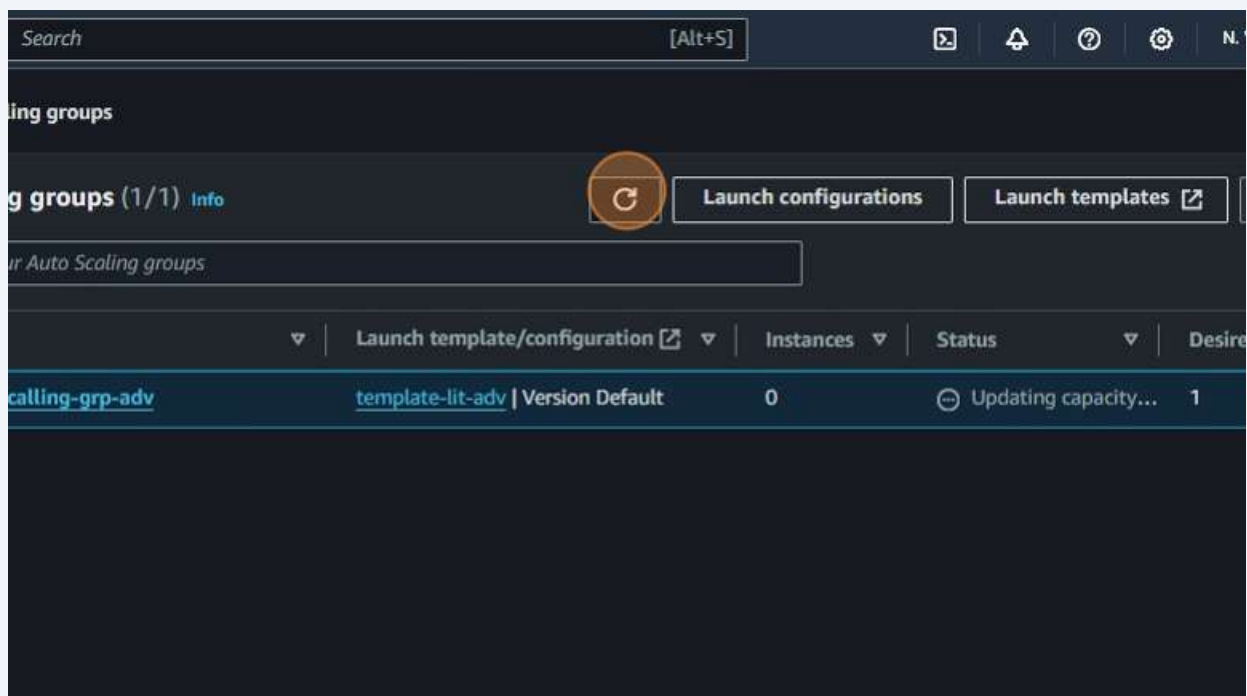 Search [Alt+S] N.
ling groups
g groups (1/1) Info Launch configurations Launch templates
ur Auto Scaling groups
Launch template/configuration Instances Status Desire
calling-grp-adv template-lit-adv | Version Default 0 Updating capacity... 1